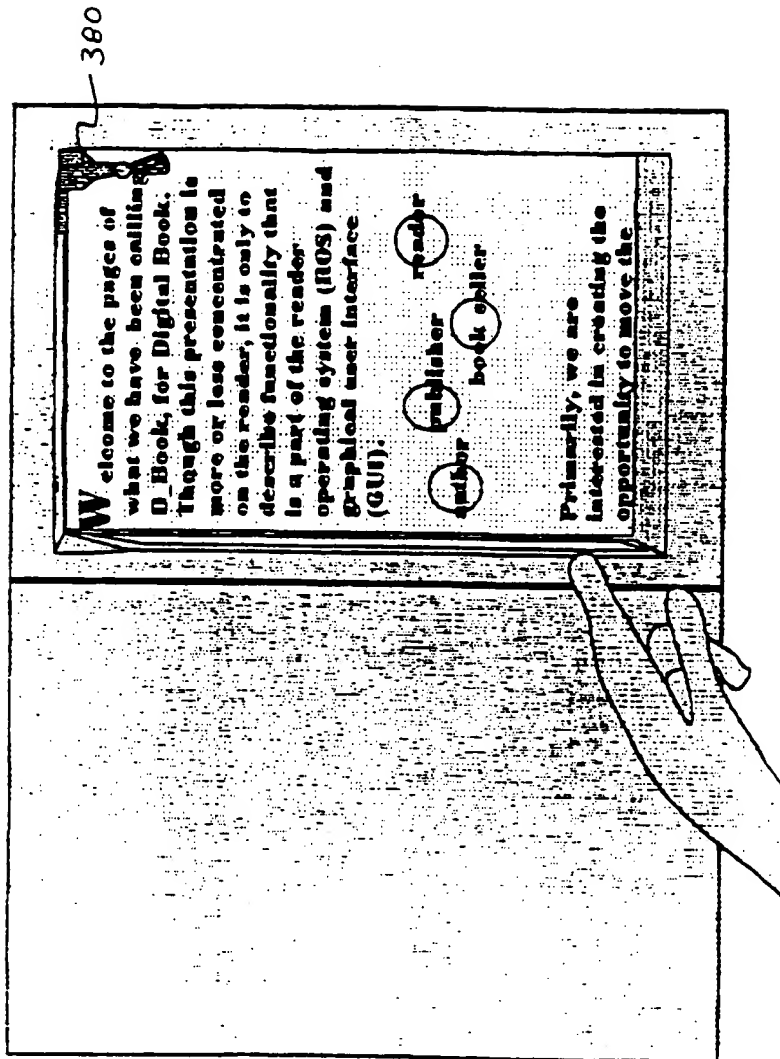 380
Welcome to the pages of
what we have been calling
D_Book, for Digital Book.
Though this presentation is
more or less concentrated
on the reader, it is only to
describe functionality that
is a part of the reader
operating system (ROS) and
graphical user interface
(GUI).
author
publisher
book seller
reader
Primarily, we are
interested in creating the
opportunity to move the